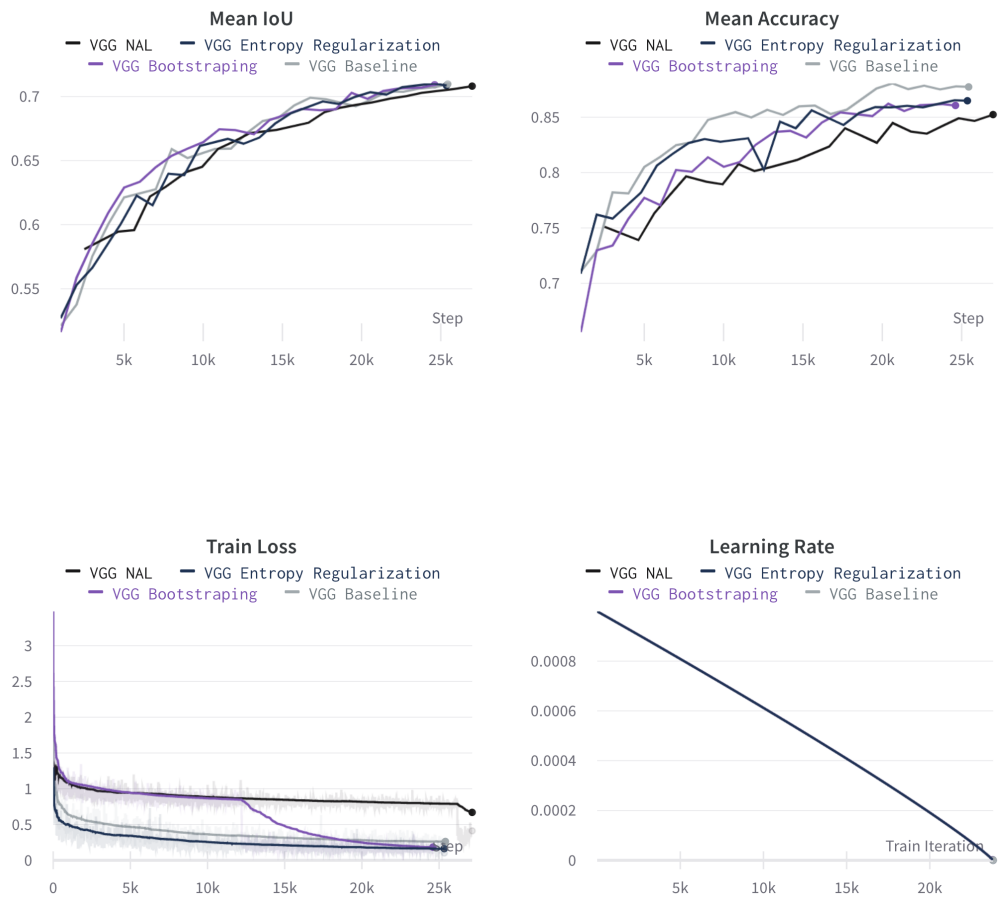 Mean IoU
VGG NAL VGG Entropy Regularization
VGG Bootstraping VGG Baseline
0.7
0.65
0.6
0.55
Step
5k 10k 15k 20k 25k
Mean Accuracy
VGG NAL VGG Entropy Regularization
VGG Bootstraping VGG Baseline
0.85
0.8
0.75
0.7
Step
5k 10k 15k 20k 25k
Train Loss
VGG NAL VGG Entropy Regularization
VGG Bootstraping VGG Baseline
3
2.5
2
1.5
1
0.5
0
Step
0 5k 10k 15k 20k 25k
Learning Rate
VGG NAL VGG Entropy Regularization
VGG Bootstraping VGG Baseline
0.0008
0.0006
0.0004
0.0002
0
Train Iteration
5k 10k 15k 20k